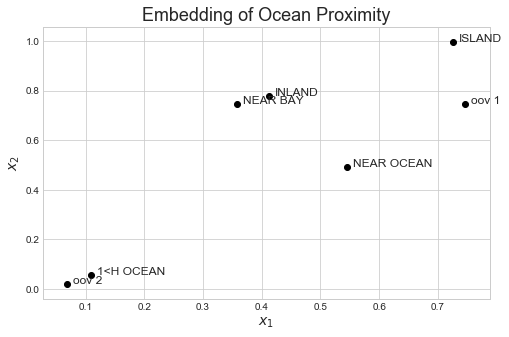 Embedding of Ocean Proximity
1.0
ISLAND
0.8
INLAND
NEAR BAY
oov 1
0.6
x₂
NEAR OCEAN
0.4
0.2
1<H OCEAN
oov 2
0.0
0.1 0.2 0.3 0.4 0.5 0.6 0.7
x₁